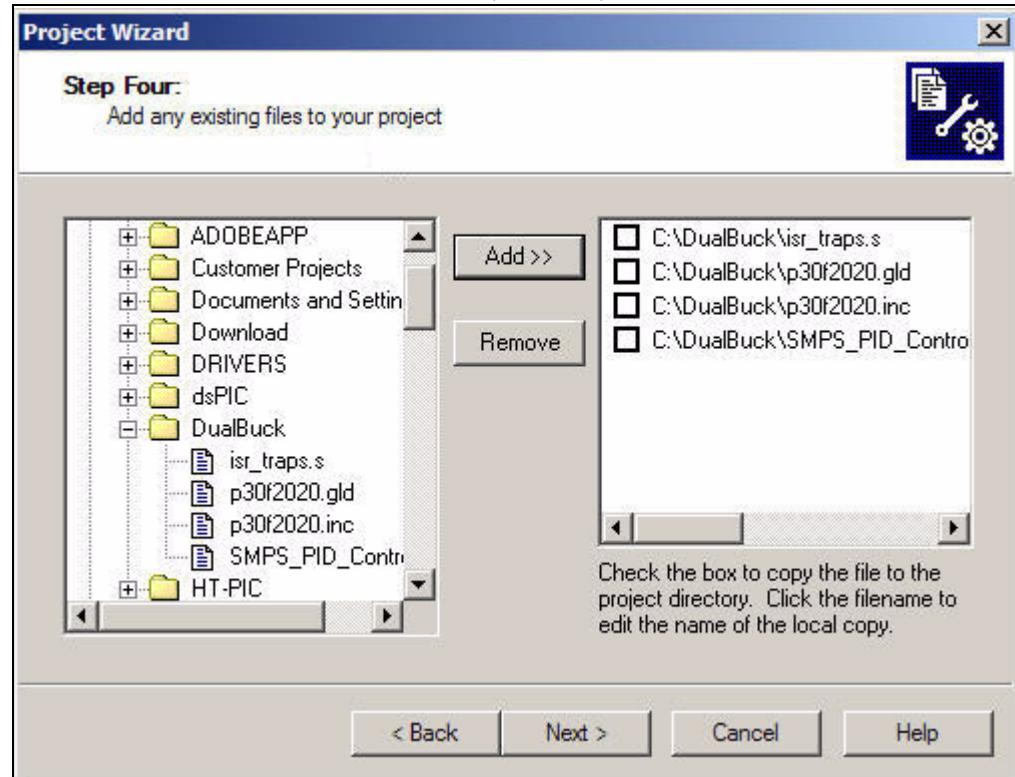 Project Wizard
Step Four:
Add any existing files to your project
ADOBEAPP
Customer Projects
Documents and Settin
Download
DRIVERS
dsPIC
DualBuck
isr_traps.s
p30f2020.gld
p30f2020.inc
SMPS_PID_Contr
HT-PIC
Add >>
Remove
C:\DualBuck\isr_traps.s
C:\DualBuck\p30f2020.gld
C:\DualBuck\p30f2020.inc
C:\DualBuck\SMPS_PID_Contro
Check the box to copy the file to the
project directory. Click the filename to
edit the name of the local copy.
< Back
Next >
Cancel
Help